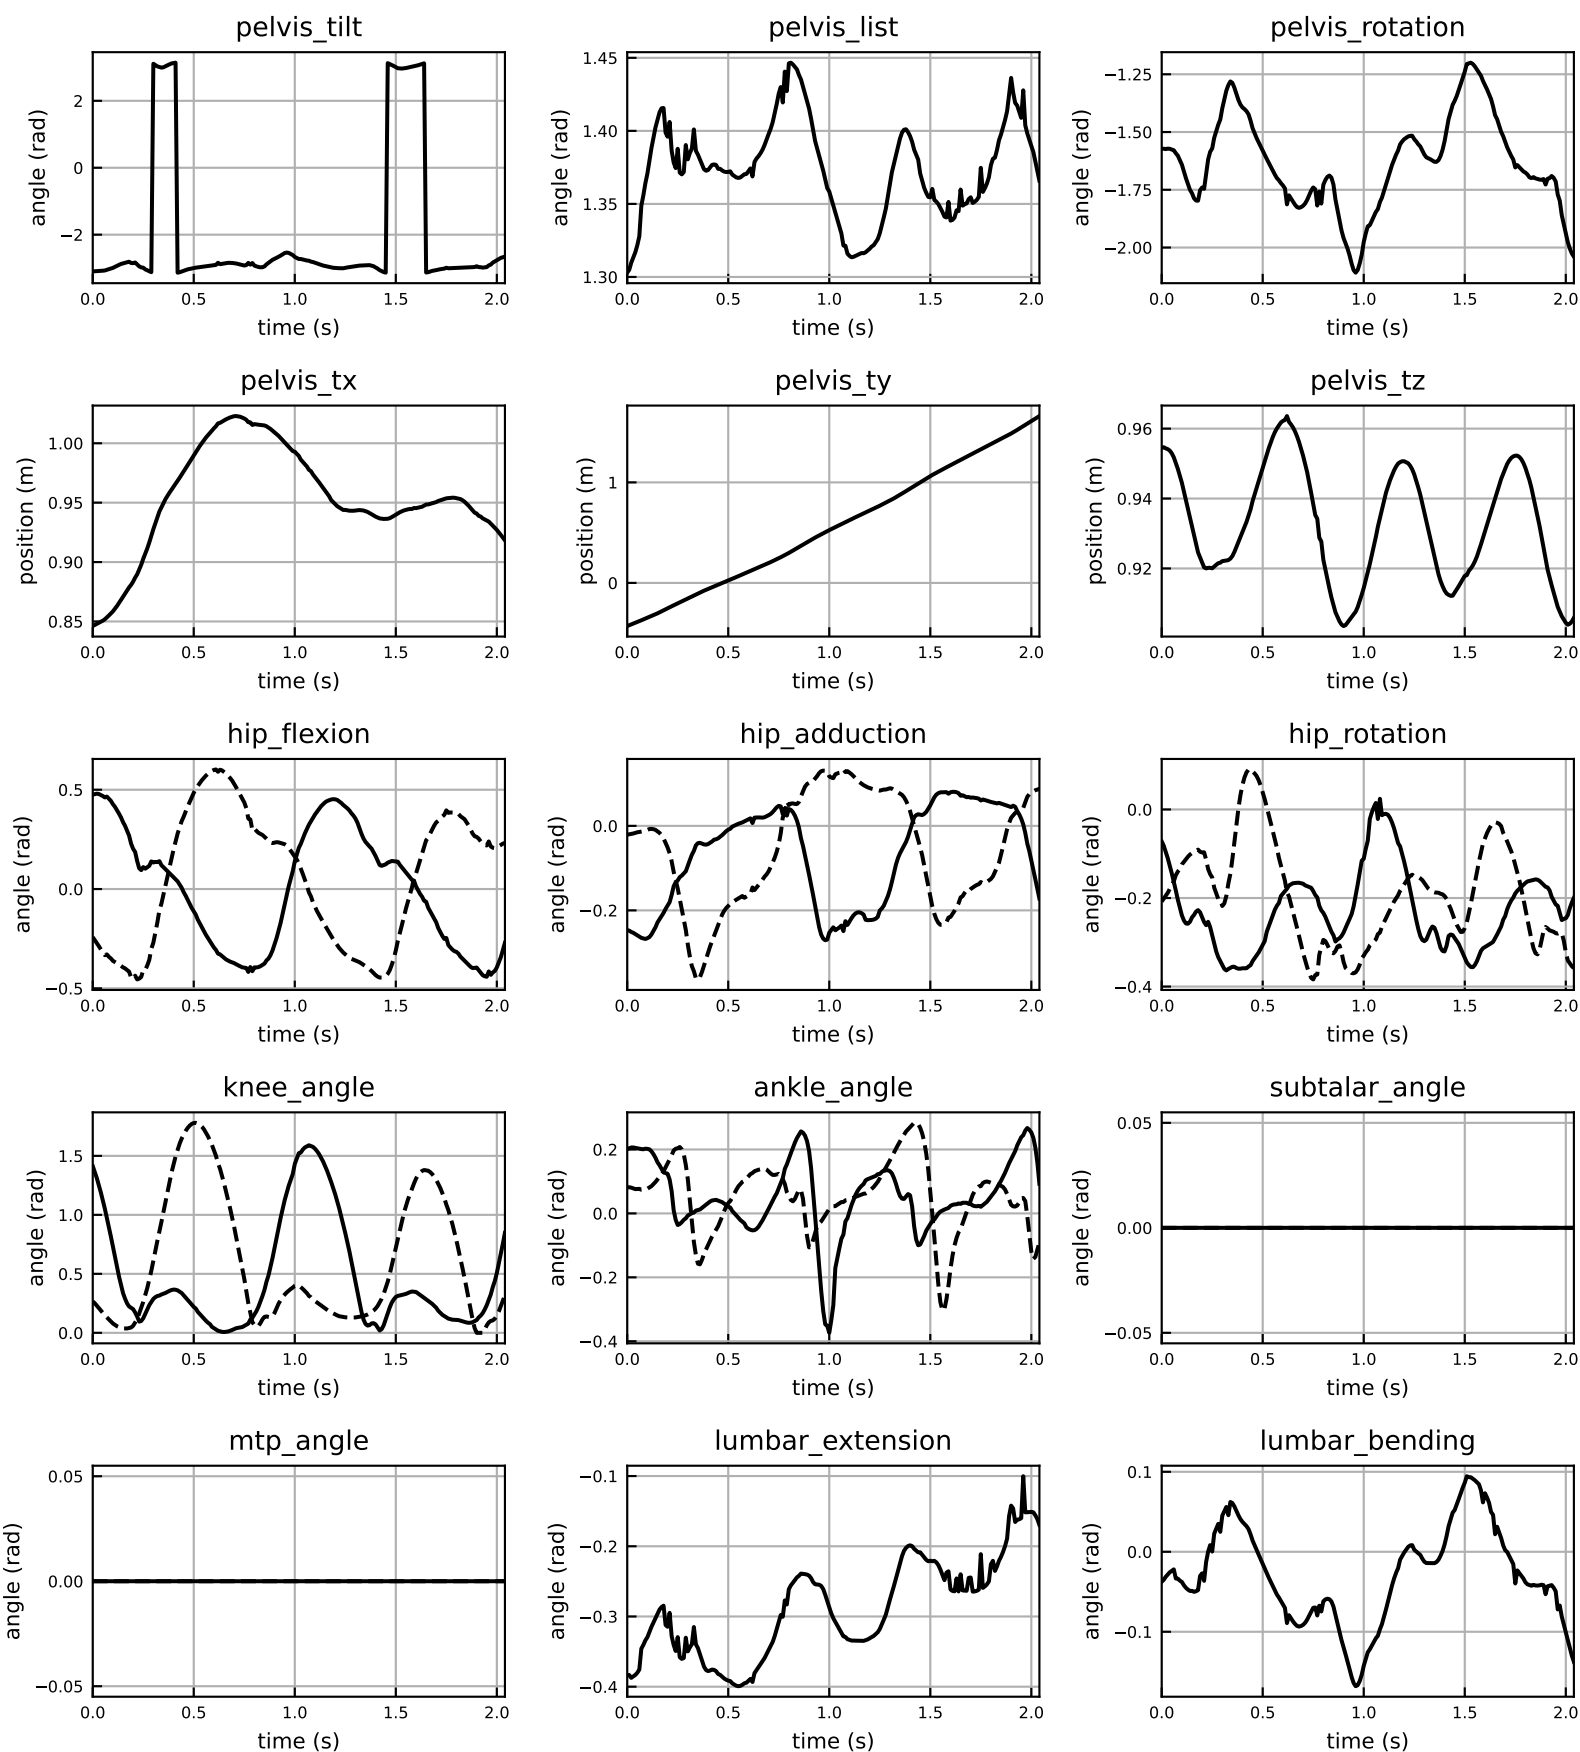 pelvis_tilt
angle (rad)
2
0
−2
0.0 0.5 1.0 1.5 2.0
time (s)
pelvis_list
angle (rad)
1.45
1.40
1.35
1.30
0.0 0.5 1.0 1.5 2.0
time (s)
pelvis_rotation
angle (rad)
−1.25
−1.50
−1.75
−2.00
0.0 0.5 1.0 1.5 2.0
time (s)
pelvis_tx
position (m)
1.00
0.95
0.90
0.85
0.0 0.5 1.0 1.5 2.0
time (s)
pelvis_ty
position (m)
1
0
0.0 0.5 1.0 1.5 2.0
time (s)
pelvis_tz
position (m)
0.96
0.94
0.92
0.0 0.5 1.0 1.5 2.0
time (s)
hip_flexion
angle (rad)
0.5
0.0
−0.5
0.0 0.5 1.0 1.5 2.0
time (s)
hip_adduction
angle (rad)
0.0
−0.2
0.0 0.5 1.0 1.5 2.0
time (s)
hip_rotation
angle (rad)
0.0
−0.2
−0.4
0.0 0.5 1.0 1.5 2.0
time (s)
knee_angle
angle (rad)
1.5
1.0
0.5
0.0
0.0 0.5 1.0 1.5 2.0
time (s)
ankle_angle
angle (rad)
0.2
0.0
−0.2
−0.4
0.0 0.5 1.0 1.5 2.0
time (s)
subtalar_angle
angle (rad)
0.05
0.00
−0.05
0.0 0.5 1.0 1.5 2.0
time (s)
mtp_angle
angle (rad)
0.05
0.00
−0.05
0.0 0.5 1.0 1.5 2.0
time (s)
lumbar_extension
angle (rad)
−0.1
−0.2
−0.3
−0.4
0.0 0.5 1.0 1.5 2.0
time (s)
lumbar_bending
angle (rad)
0.1
0.0
−0.1
0.0 0.5 1.0 1.5 2.0
time (s)